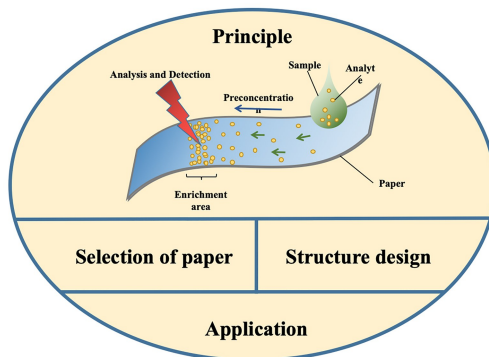 Principle
Analysis and Detection
Sample
Analyt
e
Preconcentratio
n
Paper
Enrichment
area
Selection of paper
Structure design
Application